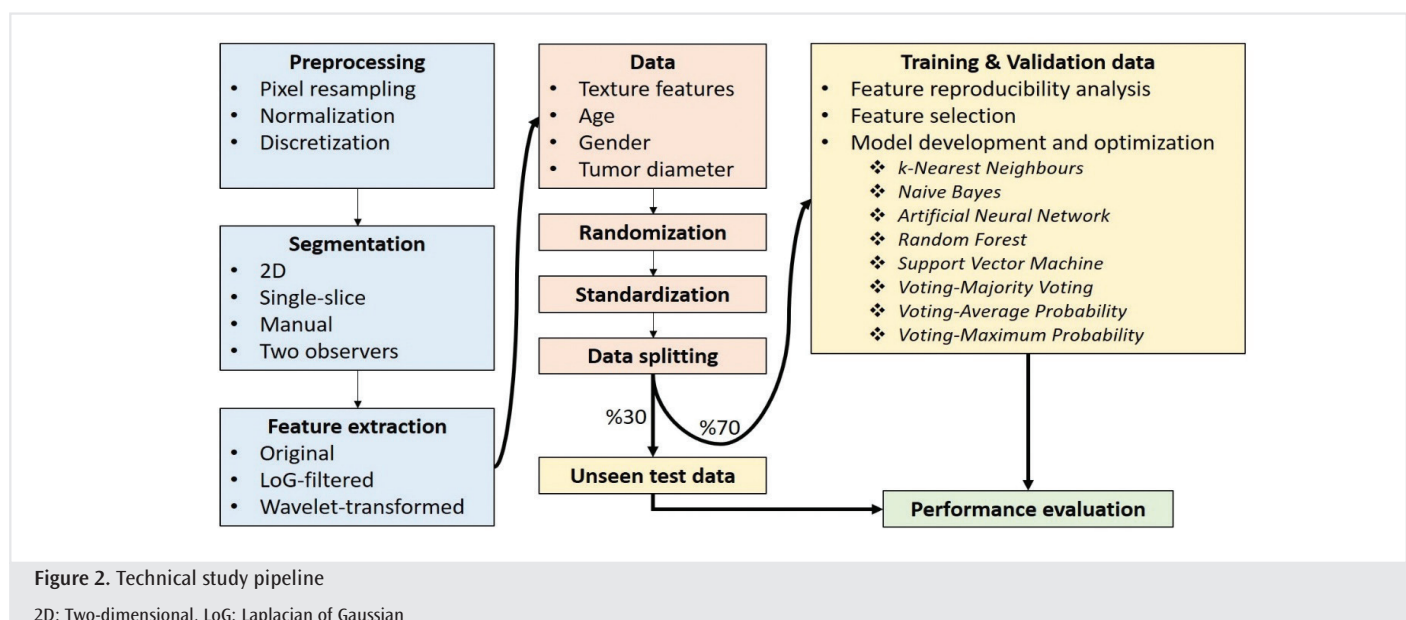 Preprocessing
• Pixel resampling
• Normalization
• Discretization
Segmentation
• 2D
• Single-slice
• Manual
• Two observers
Feature extraction
• Original
• LoG-filtered
• Wavelet-transformed
Data
• Texture features
• Age
• Gender
• Tumor diameter
Randomization
Standardization
Data splitting
%30
%70
Unseen test data
Training & Validation data
• Feature reproducibility analysis
• Feature selection
• Model development and optimization
❖ k-Nearest Neighbours
❖ Naive Bayes
❖ Artificial Neural Network
❖ Random Forest
❖ Support Vector Machine
❖ Voting-Majority Voting
❖ Voting-Average Probability
❖ Voting-Maximum Probability
Performance evaluation
Figure 2. Technical study pipeline
2D: Two-dimensional, LoG: Laplacian of Gaussian